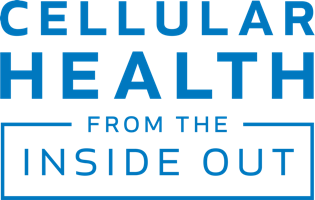 CELLULAR
HEALTH
FROM THE
INSIDE OUT